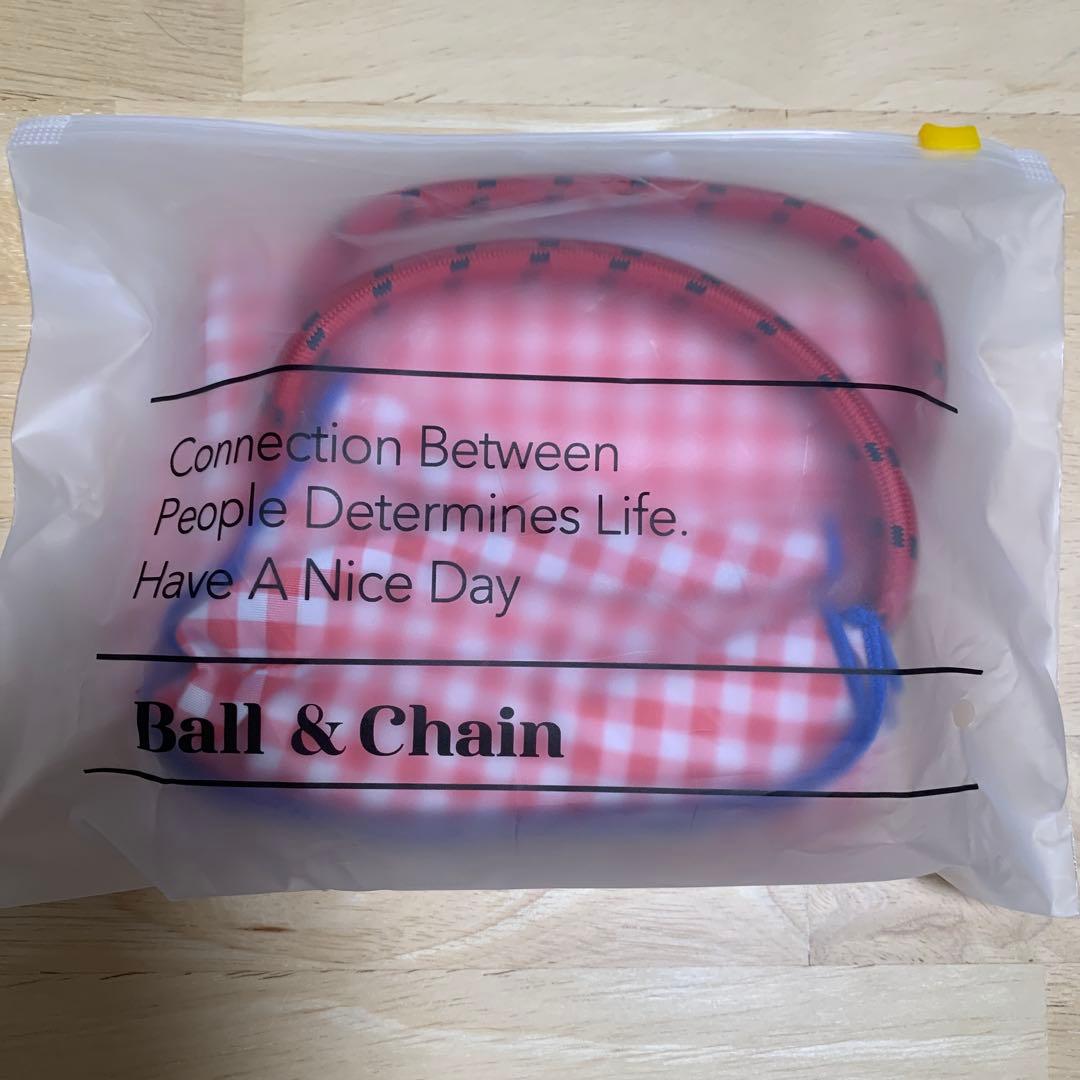 Connection Between
People Determines Life.
Have A Nice Day
Ball & Chain